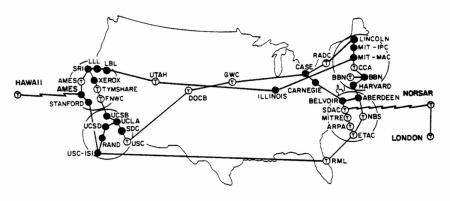 LINCOLN
RADC
MIT-IPC
MIT-MAC
LLL
LBL
CASE
CCA
SRI
XEROX
GWC
BBN
BBN
HAWAII
AMES
UTAH
HARVARD
AMES
TYMSHARE
CARNEGIE
STANFORD
FNWC
DOCB
ILLINOIS
BELVOIR
ABERDEEN
NORSAR
UCSB
SDAC
UCLA
MITRE
NBS
UCSD
SDC
ARPA
RAND
USC
ETAC
LONDON
USC-ISI
RML